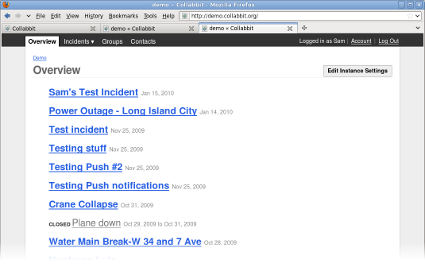 demo « Collabbit - Mozilla Firefox
File Edit View History Bookmarks Tools Help http://demo.collabbit.org/
Collabbit demo « Collabbit demo « Collabbit
Overview Incidents ▾ Groups Contacts Logged in as Sam | Account | Log Out
Demo
Overview Edit Instance Settings
Sam's Test Incident Jan 15, 2010
Power Outage - Long Island City Jan 14, 2010
Test incident Nov 25, 2009
Testing stuff Nov 25, 2009
Testing Push #2 Nov 25, 2009
Testing Push notifications Nov 25, 2009
Crane Collapse Oct 31, 2009
CLOSED Plane down Oct 29, 2009 to Oct 31, 2009
Water Main Break-W 34 and 7 Ave Oct 28, 2009